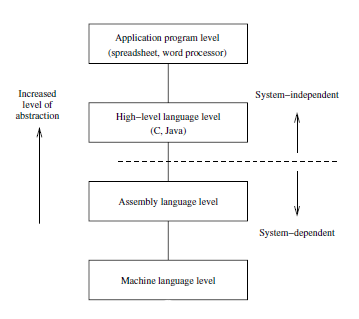 Application program level
(spreadsheet, word processor)
Increased
level of
abstraction
System−independent
High−level language level
(C, Java)
Assembly language level
System−dependent
Machine language level